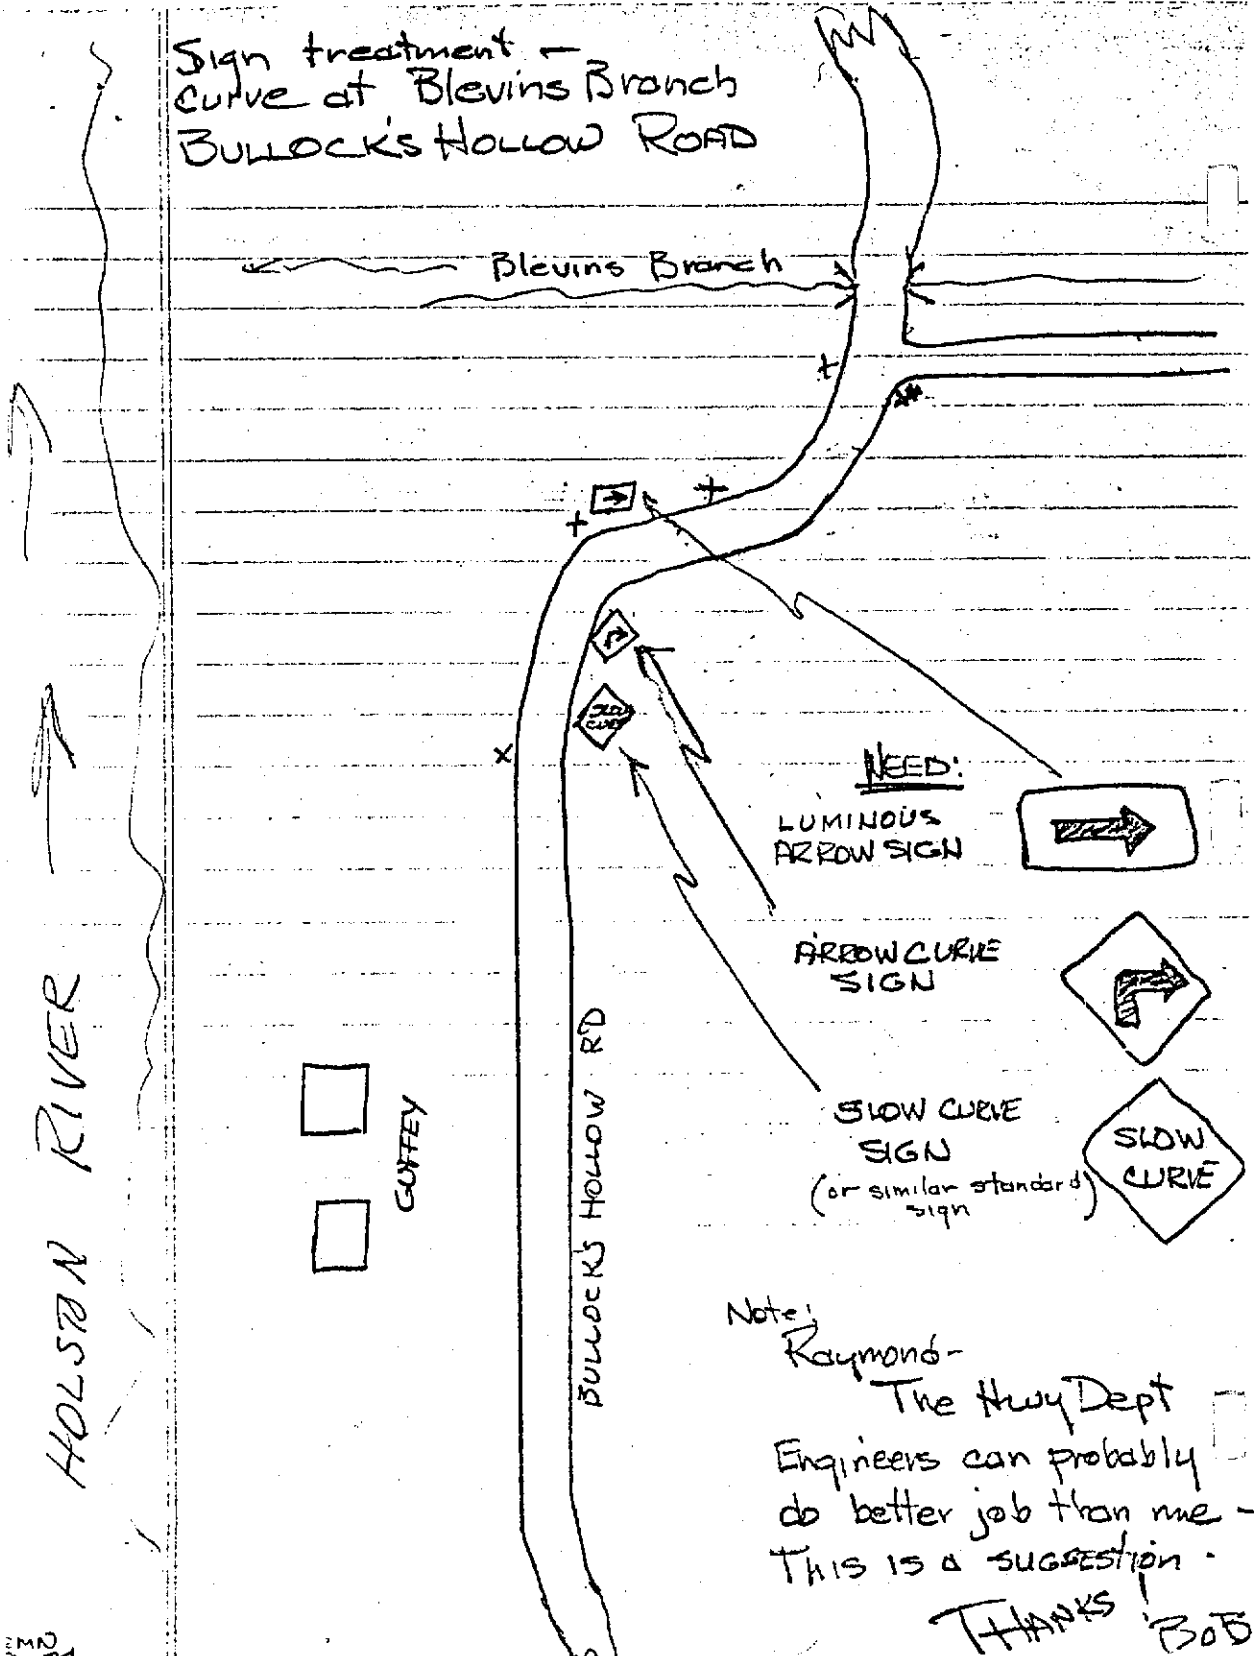 Sign treatment —
Curve at Blevins Branch
BULLOCK'S HOLLOW ROAD
Blevins Branch
NEED:
LUMINOUS
ARROW SIGN
ARROW CURVE
SIGN
SLOW CURVE
SIGN
(or similar standard)
sign
SLOW
CURVE
HOLSTON RIVER
GUFFEY
BULLOCK'S HOLLOW RD
Note:
Raymond-
The Hwy Dept
Engineers can probably
do better job than me -
This is a suggestion.
THANKS!
BOB